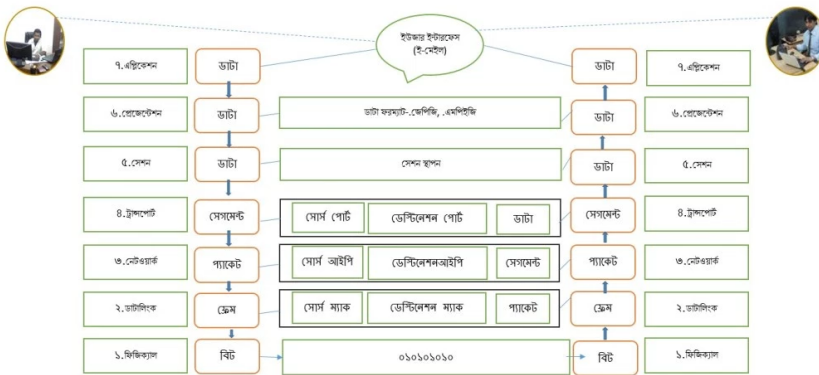 ইউজার ইন্টারফেস
(ই-মেইল)
৭.এপ্লিকেশন
ডাটা
ডাটা
৭.এপ্লিকেশন
৬.প্রেজেন্টেশন
ডাটা
ডাটা ফরম্যাট-.জেপিজি, .এমপিইজি
ডাটা
৬.প্রেজেন্টেশন
৫.সেশন
ডাটা
সেশন স্থাপন
ডাটা
৫.সেশন
৪.ট্রান্সপোর্ট
সেগমেন্ট
সোর্স পোর্ট
ডেস্টিনেশন পোর্ট
ডাটা
সেগমেন্ট
৪.ট্রান্সপোর্ট
৩.নেটওয়ার্ক
প্যাকেট
সোর্স আইপি
ডেস্টিনেশনআইপি
সেগমেন্ট
প্যাকেট
৩.নেটওয়ার্ক
২.ডাটালিংক
ফ্রেম
সোর্স ম্যাক
ডেস্টিনেশন ম্যাক
প্যাকেট
ফ্রেম
২.ডাটালিংক
১.ফিজিক্যাল
বিট
০১০১০১০১০
বিট
১.ফিজিক্যাল